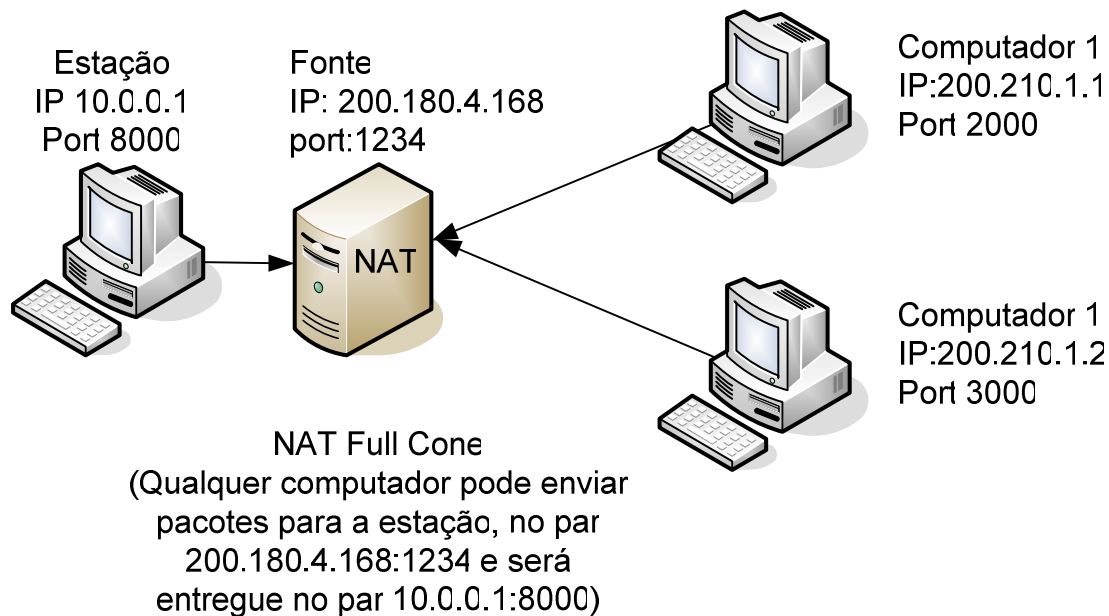 Estação
IP 10.0.0.1
Port 8000
Fonte
IP: 200.180.4.168
port:1234
NAT
Computador 1
IP:200.210.1.1
Port 2000
Computador 1
IP:200.210.1.2
Port 3000
NAT Full Cone
(Qualquer computador pode enviar
pacotes para a estação, no par
200.180.4.168:1234 e será
entregue no par 10.0.0.1:8000)